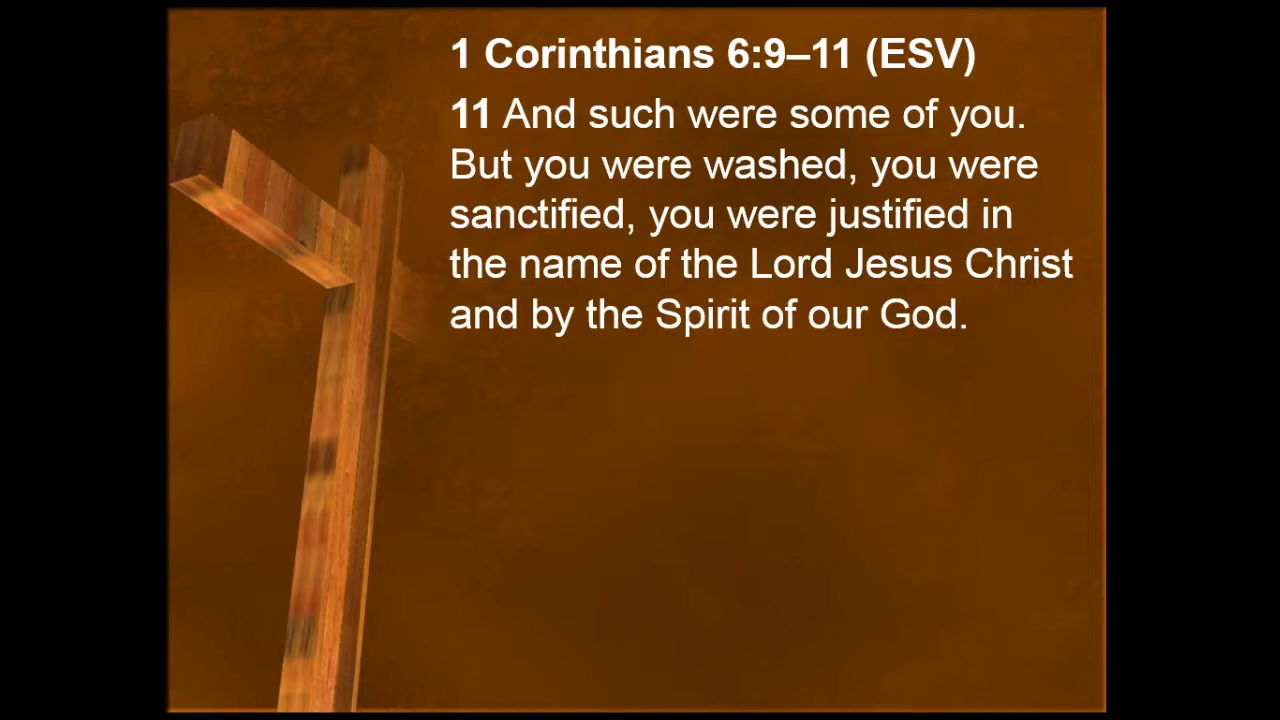 1 Corinthians 6:9–11 (ESV)
11 And such were some of you.
But you were washed, you were
sanctified, you were justified in
the name of the Lord Jesus Christ
and by the Spirit of our God.